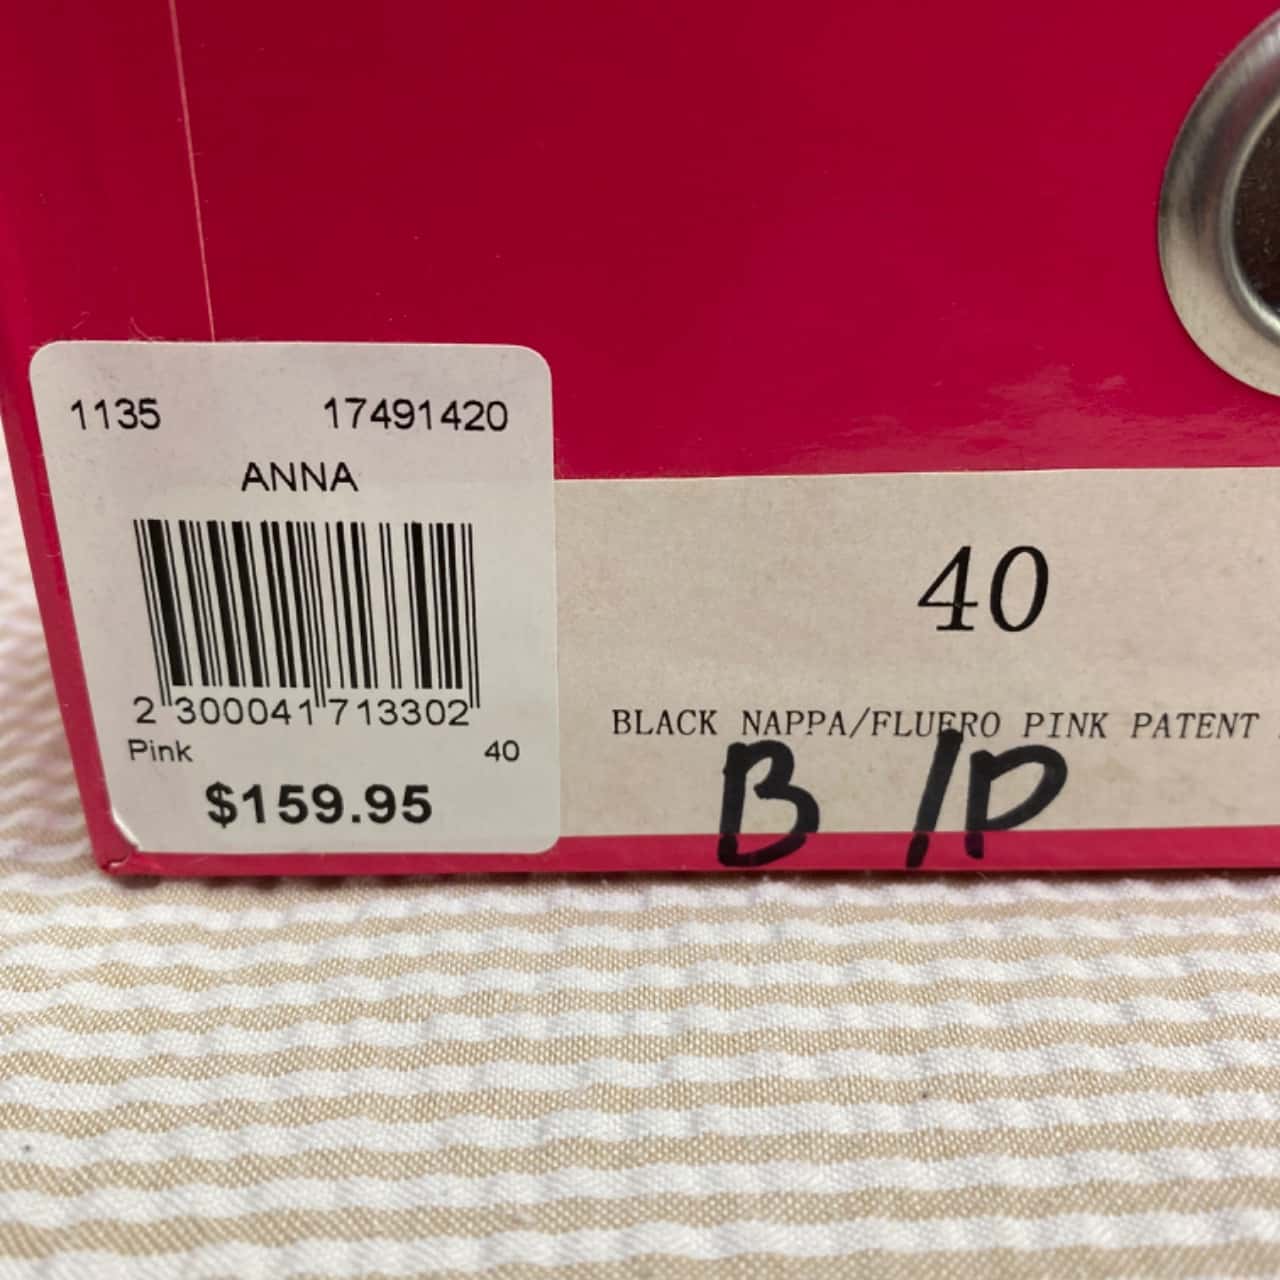 1135 17491420
ANNA
2 300041 713302
Pink 40
$159.95
40
BLACK NAPPA/FLUERO PINK PATENT
B /P